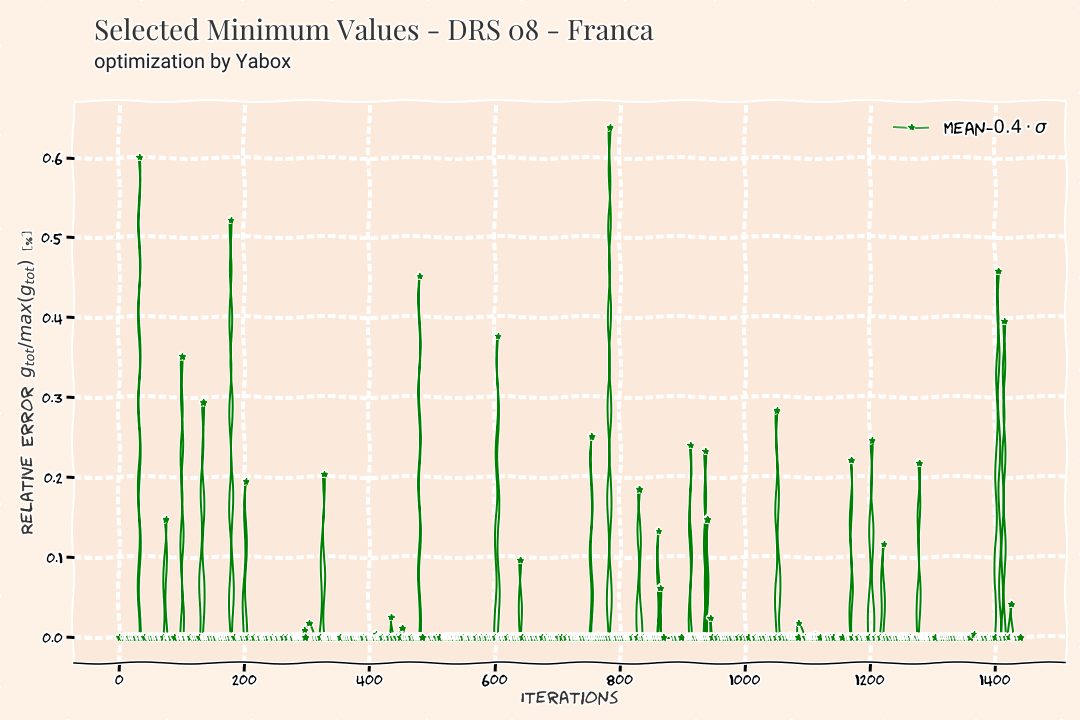 Selected Minimum Values - DRS 08 - Franca
optimization by Yabox
MEAN-0.4 · σ
RELATIVE ERROR g_tot/max(g_tot) [%]
0.6
0.5
0.4
0.3
0.2
0.1
0.0
0 200 400 600 800 1000 1200 1400
ITERATIONS